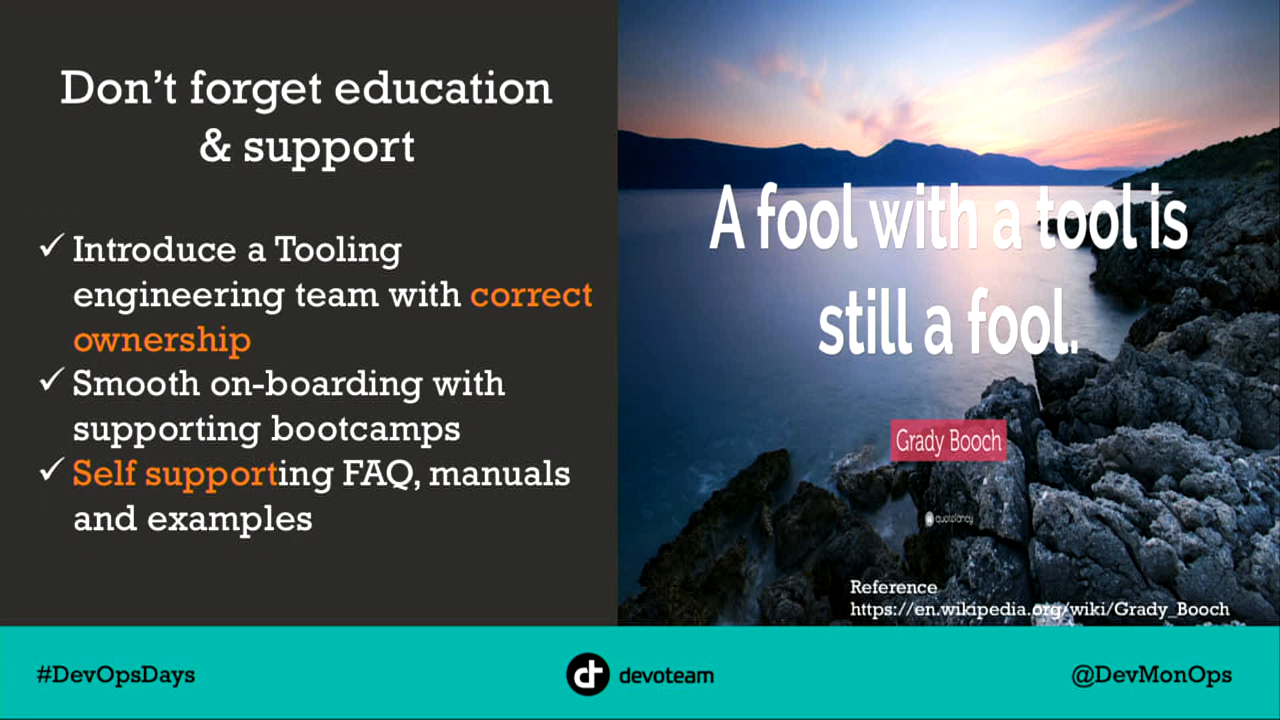 Don't forget education
& support
✓ Introduce a Tooling
engineering team with correct
ownership
✓ Smooth on-boarding with
supporting bootcamps
✓ Self supporting FAQ, manuals
and examples
A fool with a tool is
still a fool.
Grady Booch
quotefancy
Reference
https://en.wikipedia.org/wiki/Grady_Booch
#DevOpsDays
devoteam
@DevMonOps